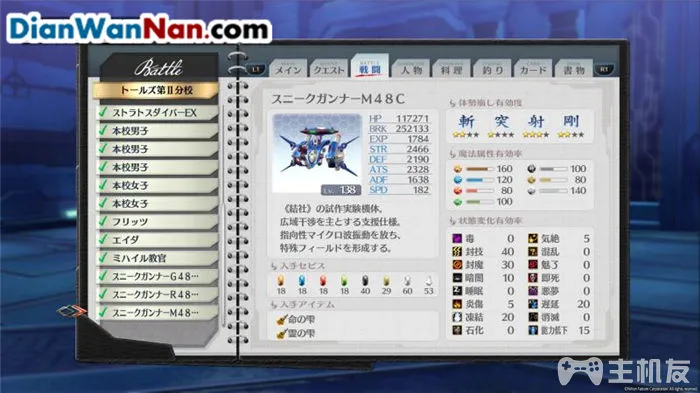 DianWanNan.com
Battle
トールズ第Ⅱ分校
ストラトスダイバーEX
本校男子
本校男子
本校男子
本校女子
本校女子
フリッツ
エイダ
ミハイル教官
スニークガンナーG48…
スニークガンナーR48…
スニークガンナーM48…
L1 メイン クエスト 戦闘 人物 料理 釣り カード 書物 R1
スニークガンナーM48C
HP 117271
BRK 252133
EXP 1784
STR 2466
DEF 2190
ATS 2328
ADF 1638
SPD 182
Lv. 138
《結社》の試作実験機体。
広域干渉を主とする支援仕様。
指向性マイクロ波振動を放ち、
特殊フィールドを形成する。
入手セピス
18 18 18 18 40 29 60 53
入手アイテム
命の雫
霊の雫
体勢崩し有効度
斬 突 射 剛
魔法属性有効率
160 100
120 80
80 140
100
状態変化有効率
毒 0 気絶 5
封技 40 混乱 0
封魔 30 魅了 0
暗闇 10 即死 0
睡眠 0 悪夢 0
炎傷 5 遅延 20
凍結 20 消滅 0
石化 0 能力低下 15
主机友